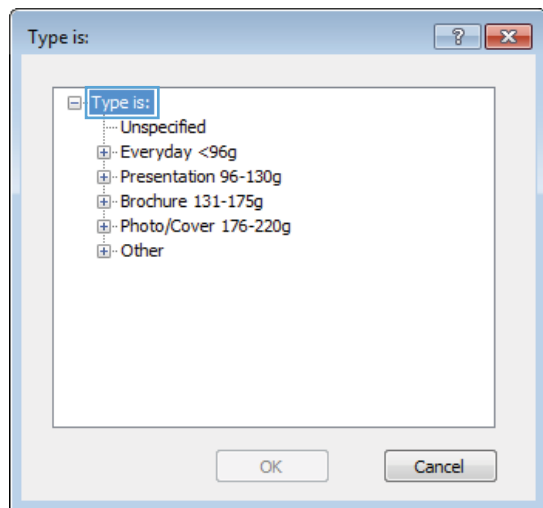 Type is:
?
Type is:
Unspecified
Everyday <96g
Presentation 96-130g
Brochure 131-175g
Photo/Cover 176-220g
Other
OK Cancel